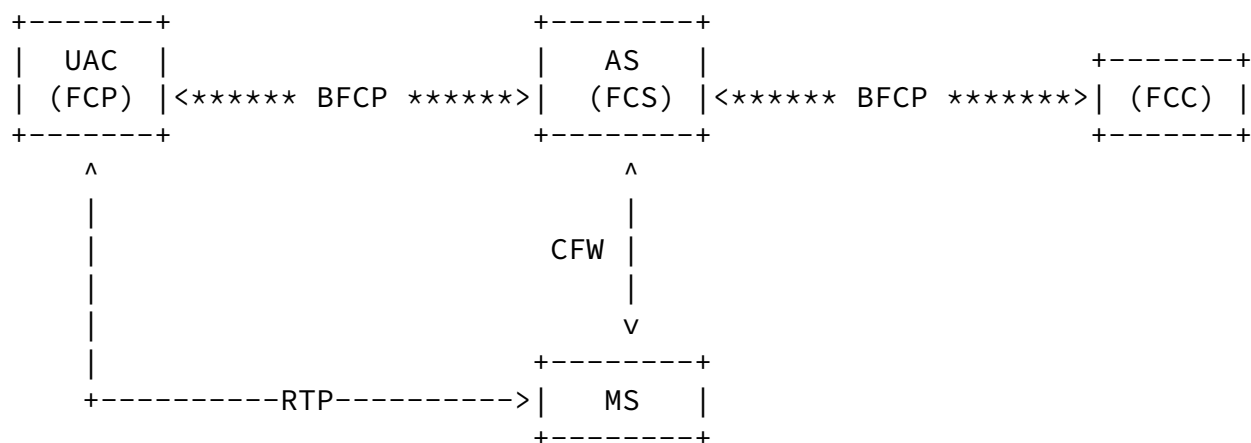 UAC AS
(FCP) <****** BFCP ******> (FCS) <****** BFCP *******> (FCC)
CFW
RTP MS